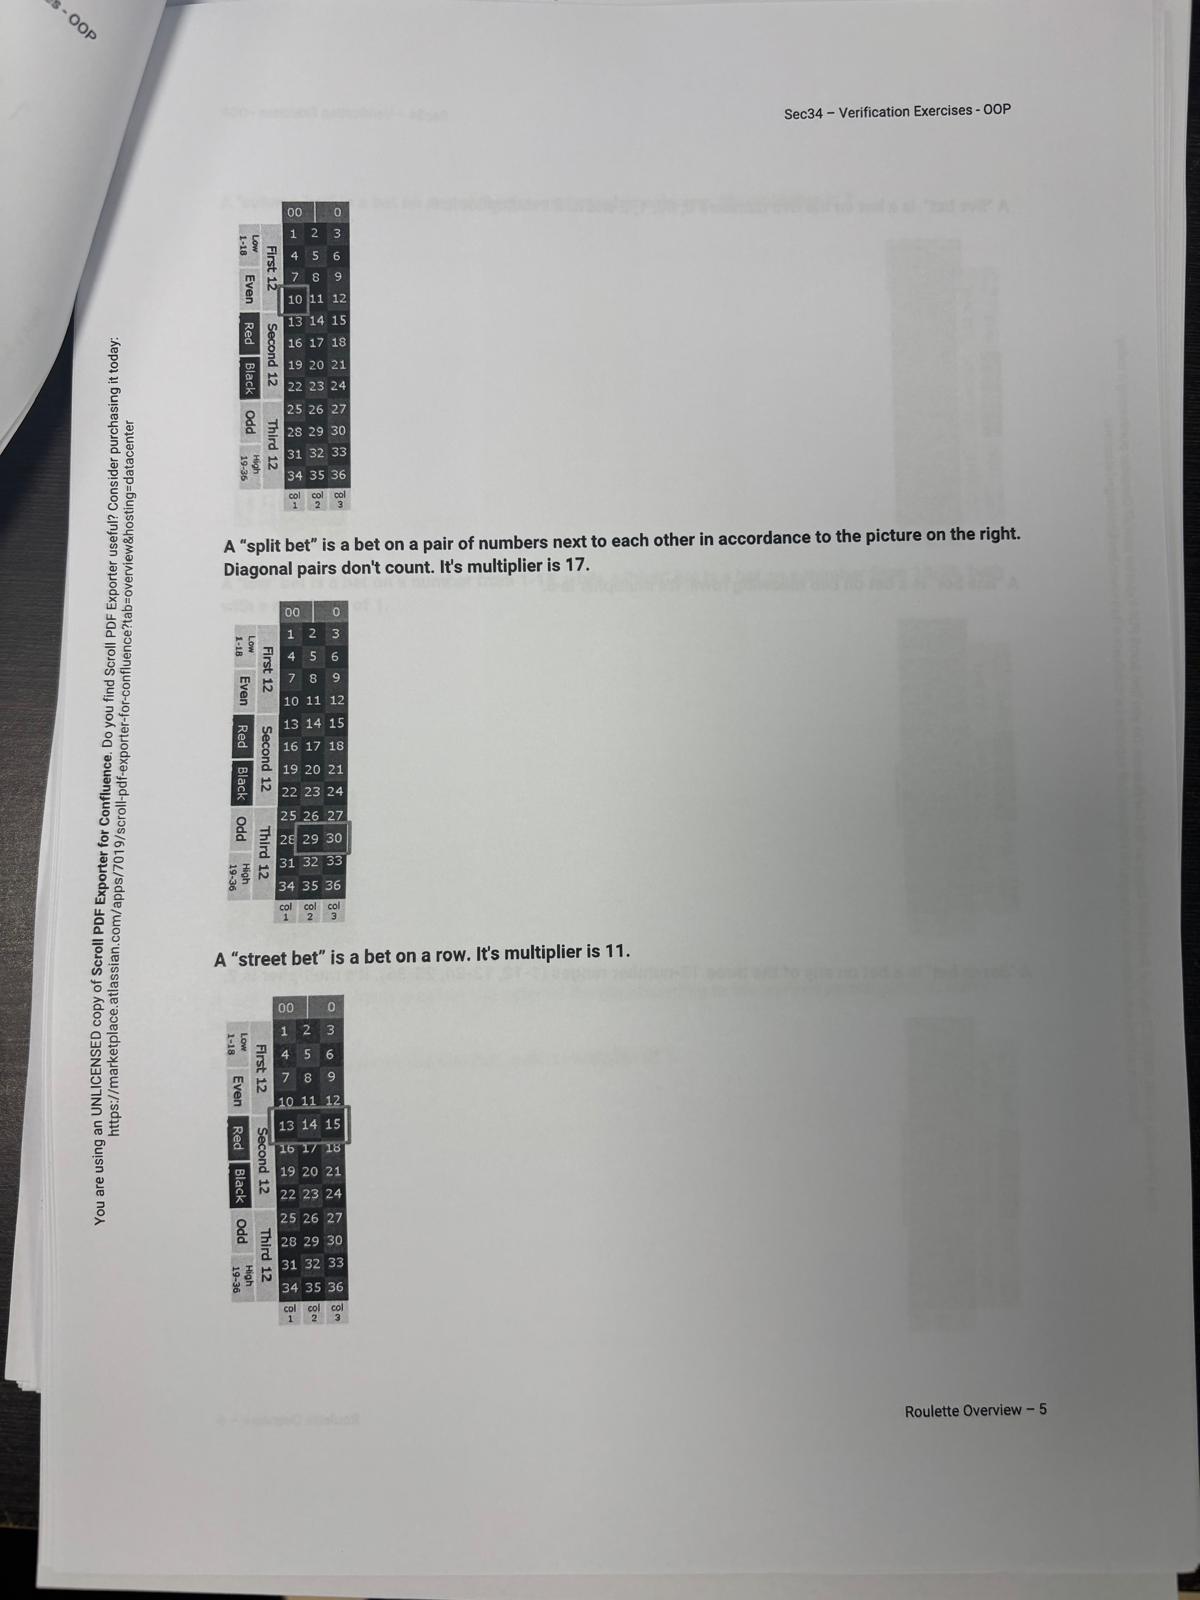 s - OOP
Sec34 – Verification Exercises - OOP
00 0
1 2 3
4 5 6
7 8 9
10 11 12
13 14 15
16 17 18
19 20 21
22 23 24
25 26 27
28 29 30
31 32 33
34 35 36
col 1 col 2 col 3
First 12 Second 12 Third 12
Low 1-18 Even Red Black Odd High 19-36
A “split bet” is a bet on a pair of numbers next to each other in accordance to the picture on the right.
Diagonal pairs don't count. It's multiplier is 17.
00 0
1 2 3
4 5 6
7 8 9
10 11 12
13 14 15
16 17 18
19 20 21
22 23 24
25 26 27
28 29 30
31 32 33
34 35 36
col 1 col 2 col 3
First 12 Second 12 Third 12
Low 1-18 Even Red Black Odd High 19-36
A “street bet” is a bet on a row. It's multiplier is 11.
00 0
1 2 3
4 5 6
7 8 9
10 11 12
13 14 15
16 17 18
19 20 21
22 23 24
25 26 27
28 29 30
31 32 33
34 35 36
col 1 col 2 col 3
First 12 Second 12 Third 12
Low 1-18 Even Red Black Odd High 19-36
Roulette Overview – 5
You are using an UNLICENSED copy of Scroll PDF Exporter for Confluence. Do you find Scroll PDF Exporter useful? Consider purchasing it today:
https://marketplace.atlassian.com/apps/7019/scroll-pdf-exporter-for-confluence?tab=overview&hosting=datacenter